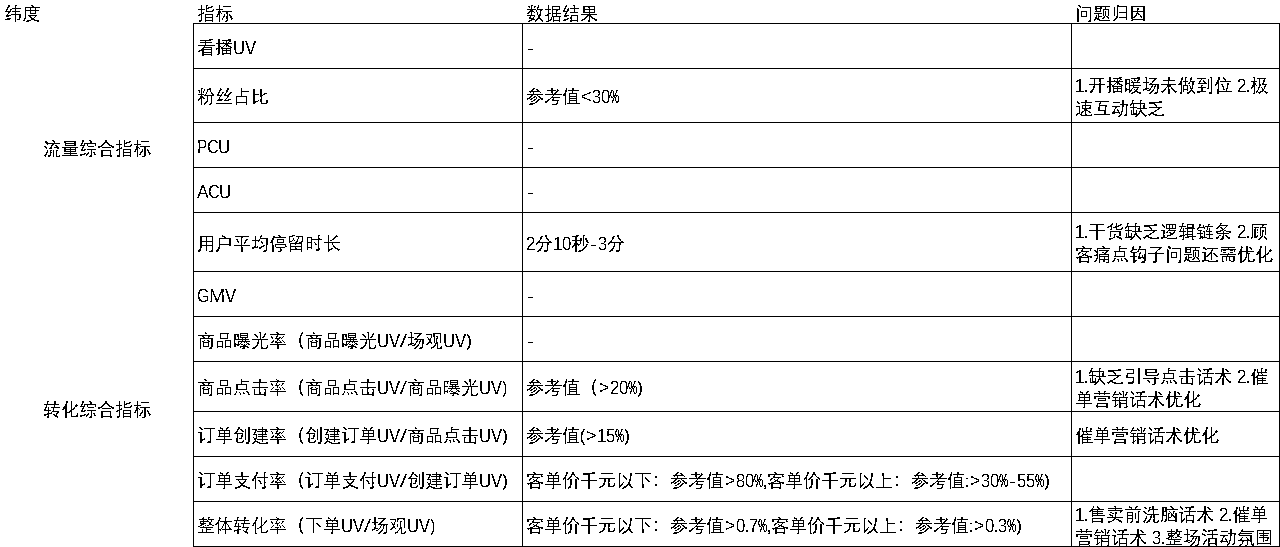 纬度 指标 数据结果 问题归因
看播UV -
粉丝占比 参考值<30% 1.开播暖场未做到位 2.极
速互动缺乏
流量综合指标
PCU -
ACU -
用户平均停留时长 2分10秒-3分 1.干货缺乏逻辑链条 2.顾
客痛点钩子问题还需优化
GMV -
商品曝光率（商品曝光UV/场观UV) -
商品点击率（商品点击UV/商品曝光UV) 参考值（>20%) 1.缺乏引导点击话术 2.催
单营销话术优化
转化综合指标
订单创建率（创建订单UV/商品点击UV) 参考值(>15%) 催单营销话术优化
订单支付率（订单支付UV/创建订单UV) 客单价千元以下：参考值>80%,客单价千元以上：参考值:>30%-55%)
整体转化率（下单UV/场观UV) 客单价千元以下：参考值>0.7%,客单价千元以上：参考值:>0.3%) 1.售卖前洗脑话术 2.催单
营销话术 3.整场活动氛围